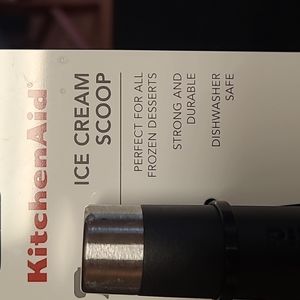 KitchenAid®
ICE CREAM
SCOOP
PERFECT FOR ALL
FROZEN DESSERTS
STRONG AND
DURABLE
DISHWASHER
SAFE